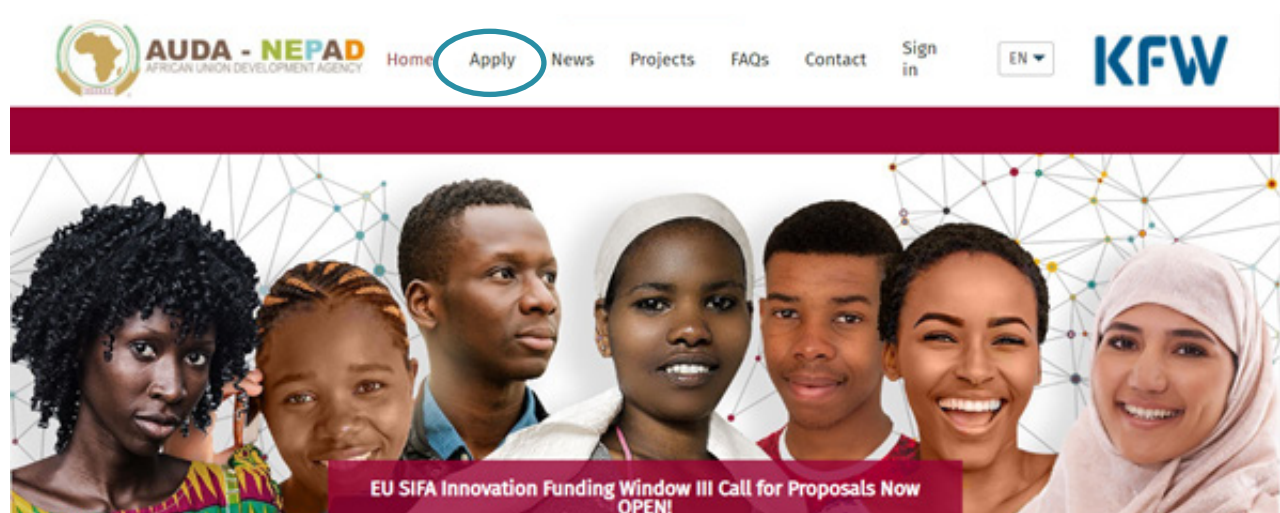 AUDA - NEPAD
AFRICAN UNION DEVELOPMENT AGENCY
Home Apply News Projects FAQs Contact Sign in EN
KFW
EU SIFA Innovation Funding Window III Call for Proposals Now
OPEN!